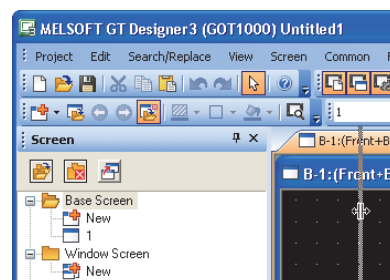 MELSOFT GT Designer3 (GOT1000) Untitled1
Project Edit Search/Replace View Screen Common
1
Screen
B-1:(Front+B
B-1:(Front+B
Base Screen
New
1
Window Screen
New